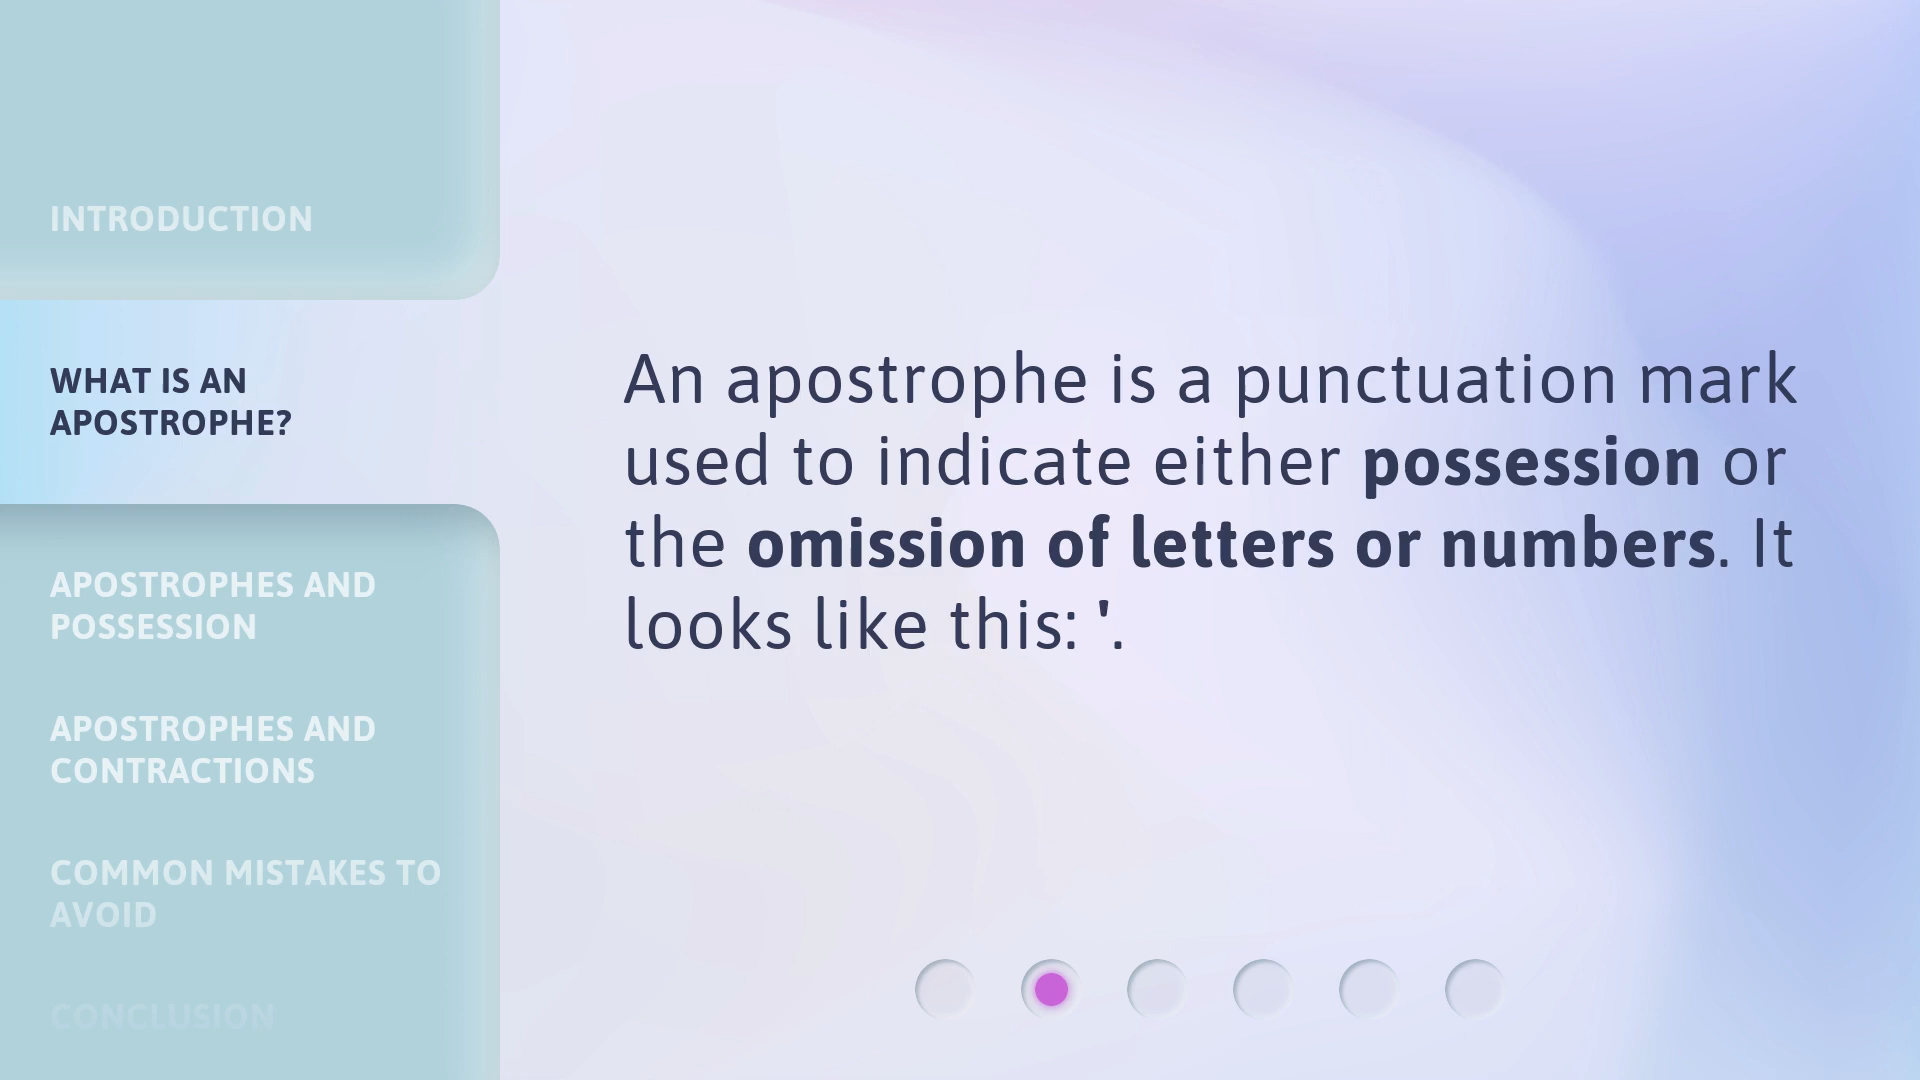 INTRODUCTION
WHAT IS AN
APOSTROPHE?
APOSTROPHES AND
POSSESSION
APOSTROPHES AND
CONTRACTIONS
COMMON MISTAKES TO
AVOID
CONCLUSION
An apostrophe is a punctuation mark
used to indicate either possession or
the omission of letters or numbers. It
looks like this: '.